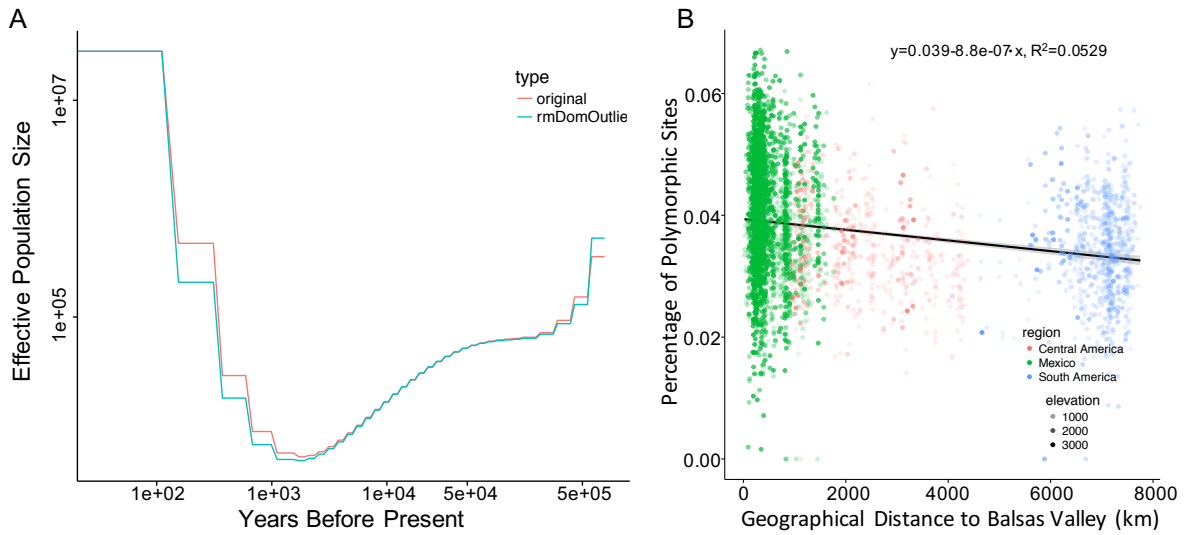 A
Effective Population Size
1e+07
1e+05
type
original
rmDomOutlie
1e+02
1e+03
1e+04
5e+04
5e+05
Years Before Present
B
y=0.039-8.8e-07·x, R²=0.0529
Percentage of Polymorphic Sites
0.06
0.04
0.02
0.00
region
Central America
Mexico
South America
elevation
1000
2000
3000
0
2000
4000
6000
8000
Geographical Distance to Balsas Valley (km)